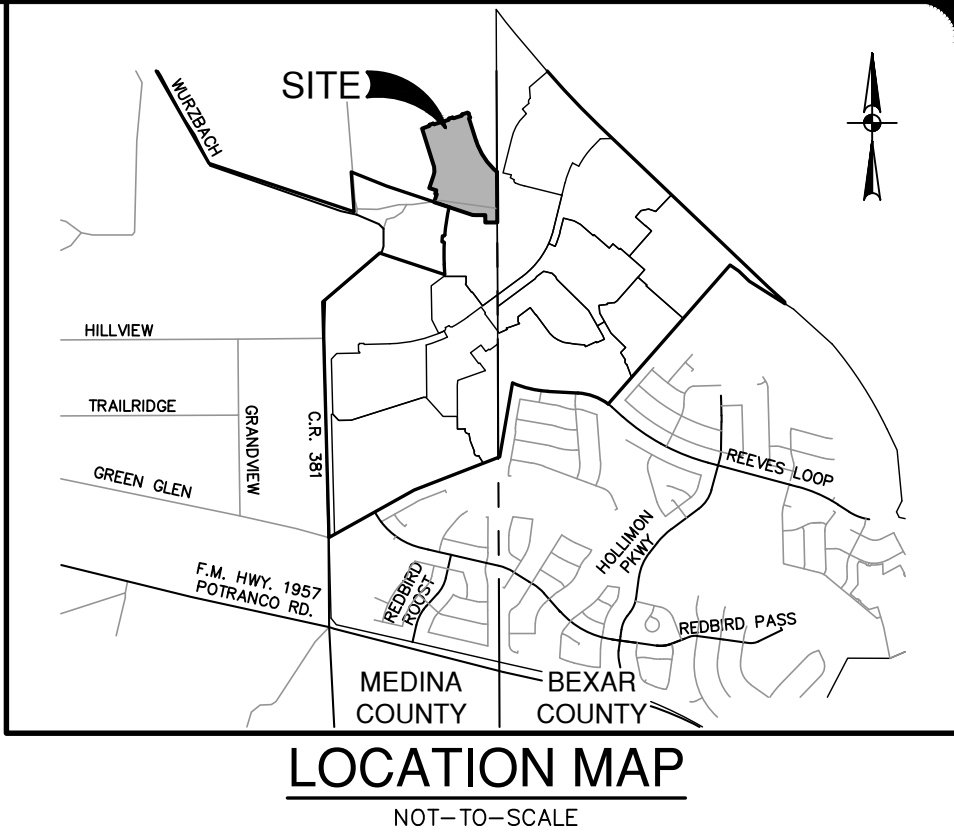 SITE
WURZBACH
HILLVIEW
TRAILRIDGE
GRANDVIEW
C.R. 381
GREEN GLEN
REEVES LOOP
HOLLIMON
PKWY
F.M. HWY. 1957
POTRANCO RD.
REDBIRD
ROOST
REDBIRD PASS
MEDINA
COUNTY
BEXAR
COUNTY
LOCATION MAP
NOT-TO-SCALE